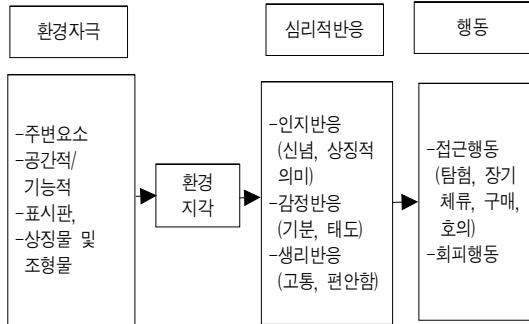 환경자극
심리적반응
행동
-주변요소
-공간적/
기능적
-표시판,
-상징물 및
조형물
환경
지각
-인지반응
(신념, 상징적
의미)
-감정반응
(기분, 태도)
-생리반응
(고통, 편안함)
-접근행동
(탐험, 장기
체류, 구매,
호의)
-회피행동